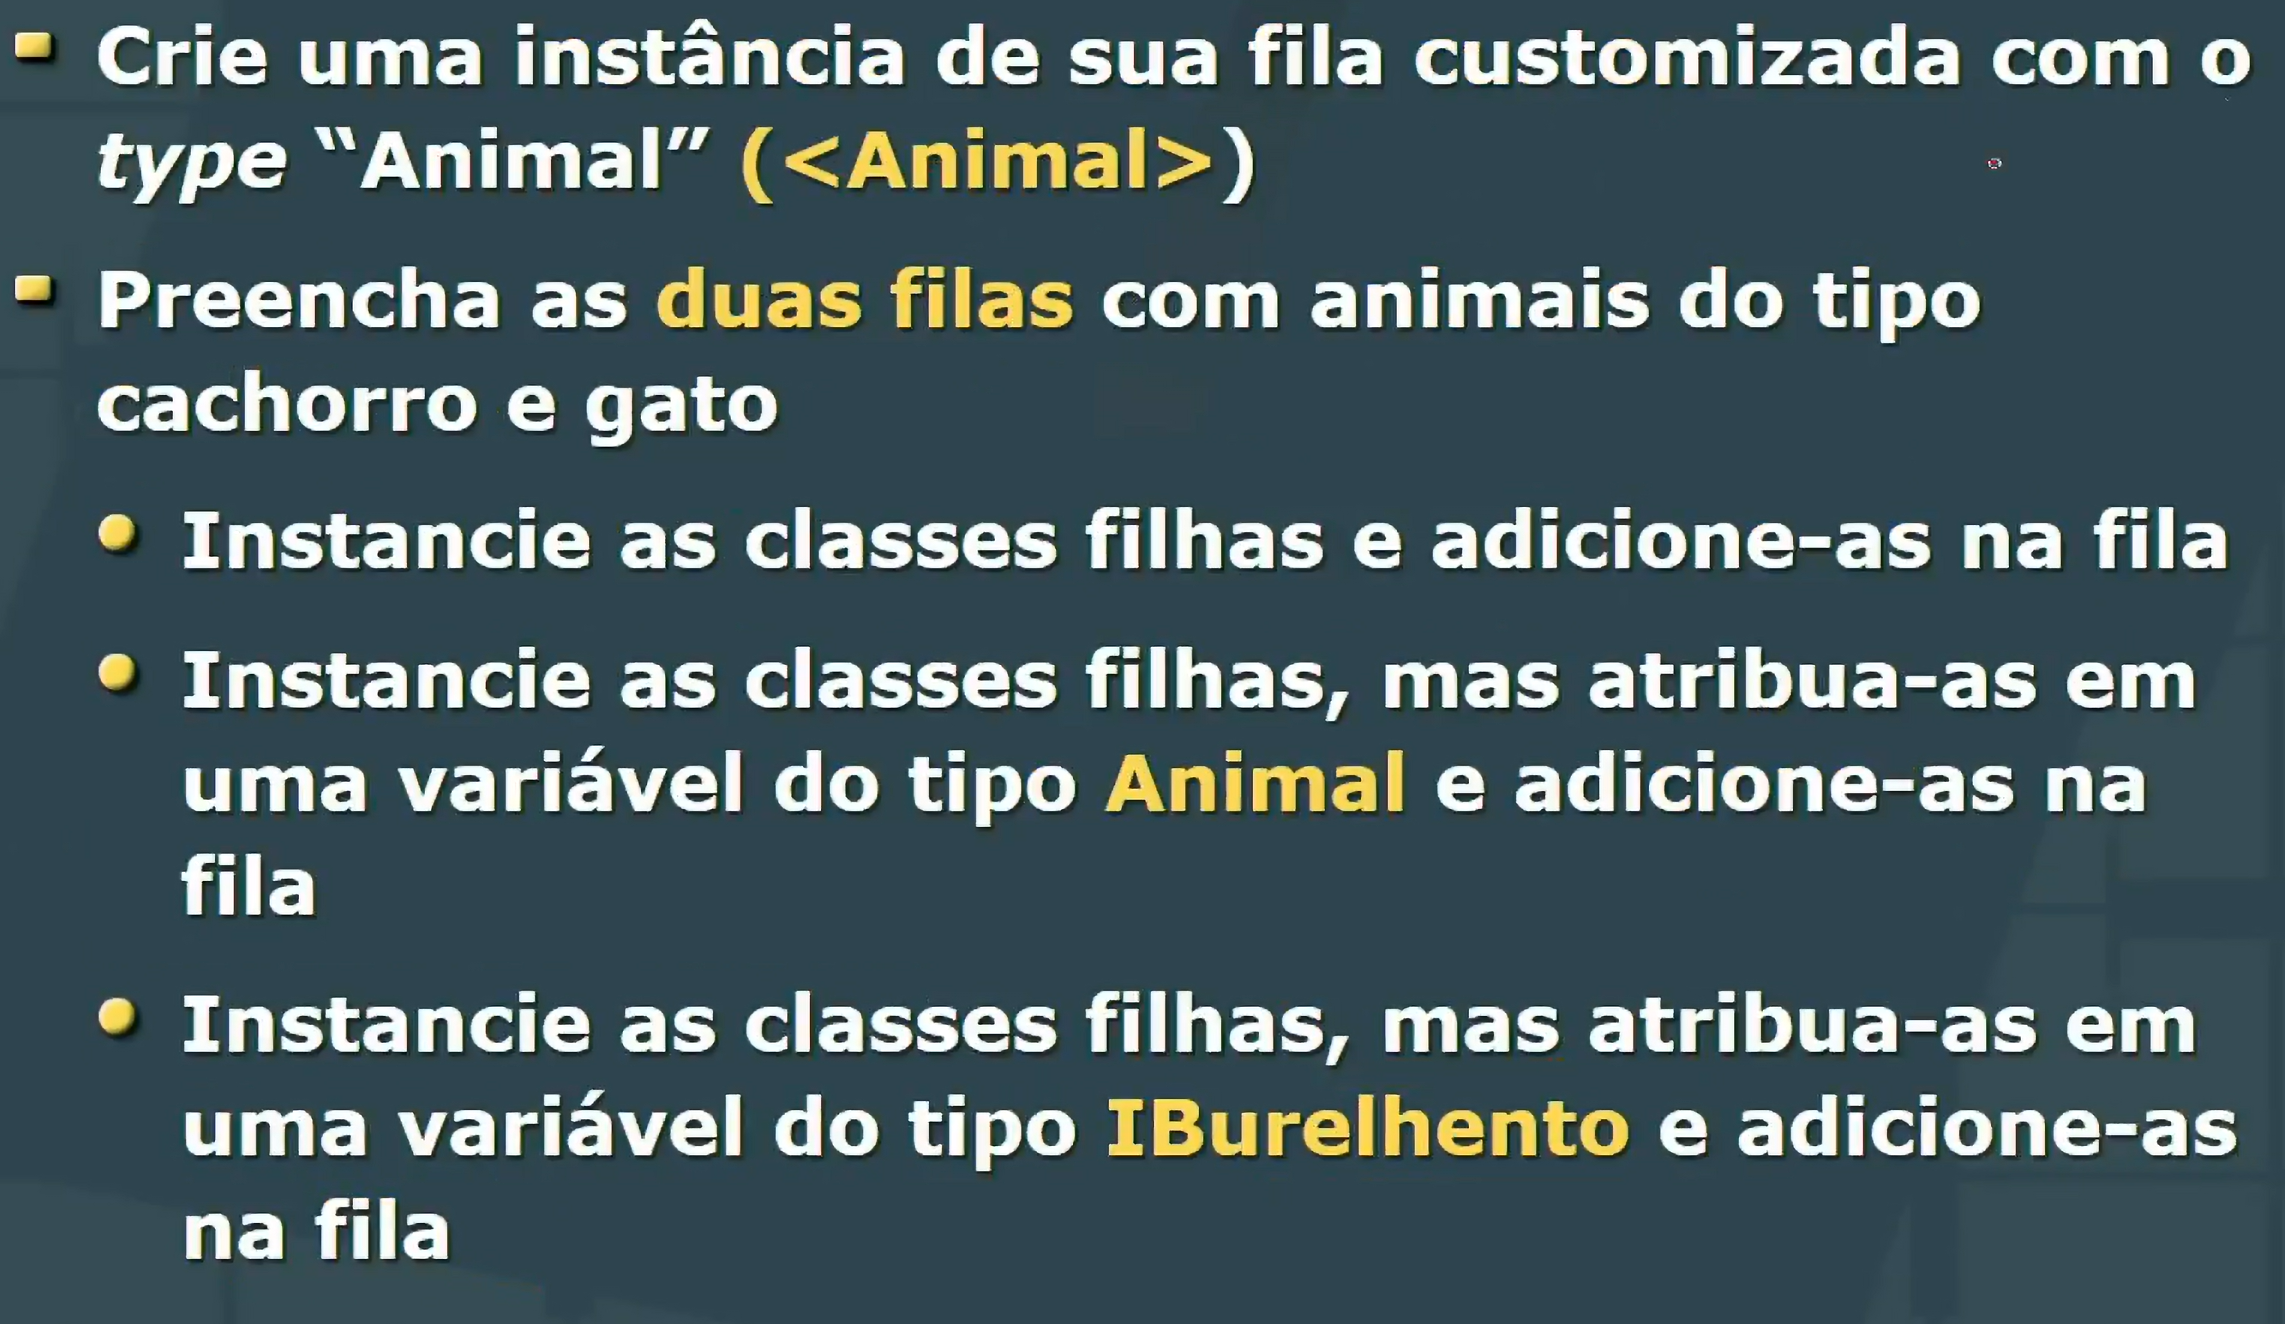 Crie uma instância de sua fila customizada com o
type “Animal” (<Animal>)
Preencha as duas filas com animais do tipo
cachorro e gato
Instancie as classes filhas e adicione-as na fila
Instancie as classes filhas, mas atribua-as em
uma variável do tipo Animal e adicione-as na
fila
Instancie as classes filhas, mas atribua-as em
uma variável do tipo IBurelhento e adicione-as
na fila